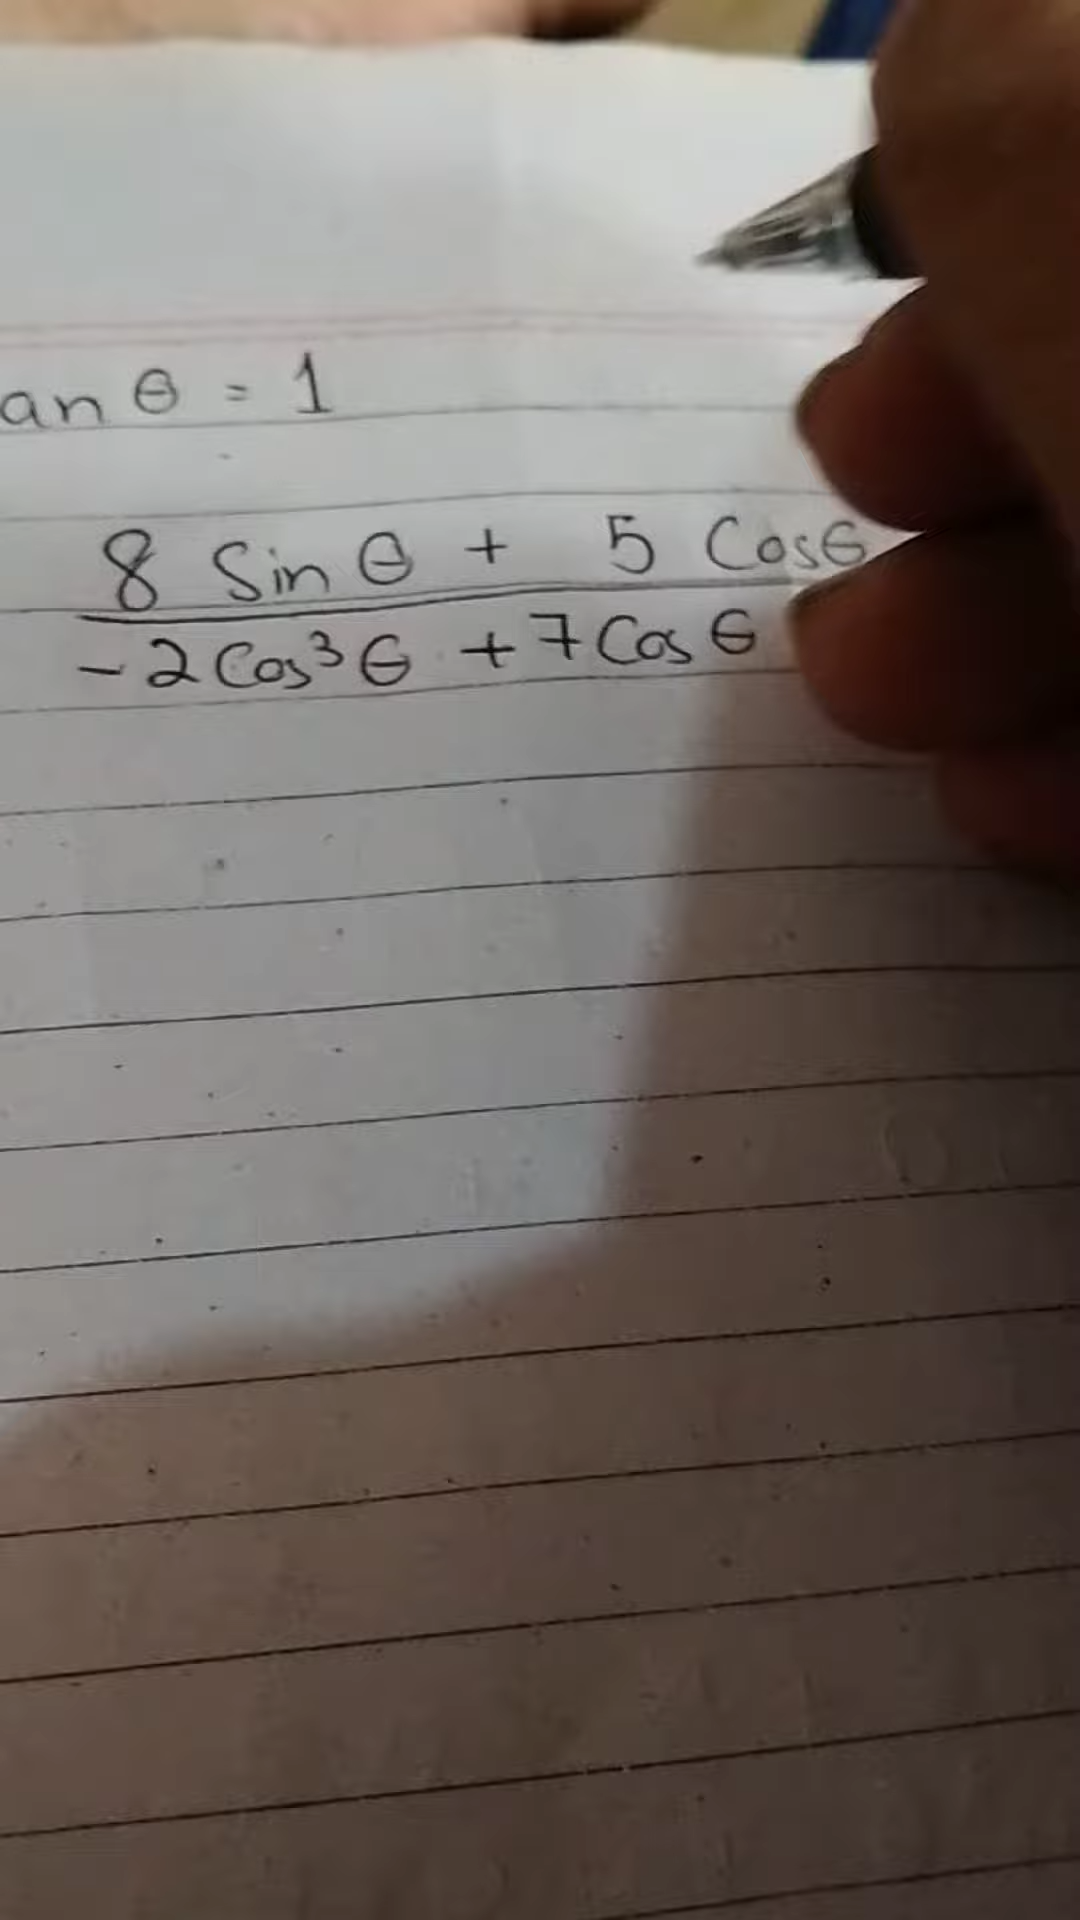 an θ = 1
8 Sin θ + 5 Cosθ
-2 Cos³θ + 7 Cos θ